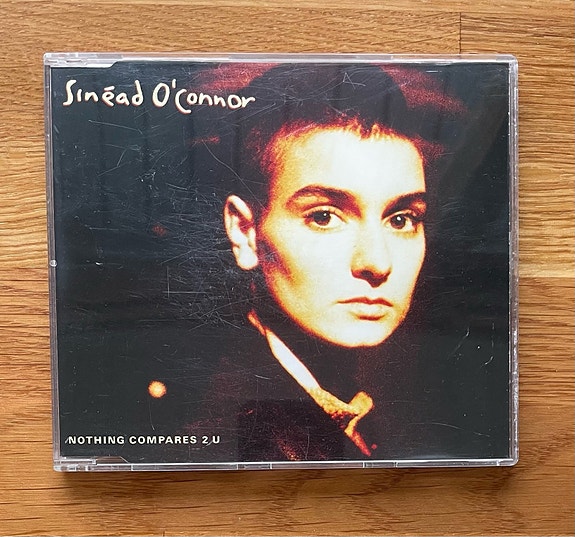 Sinéad O'Connor
NOTHING COMPARES 2 U